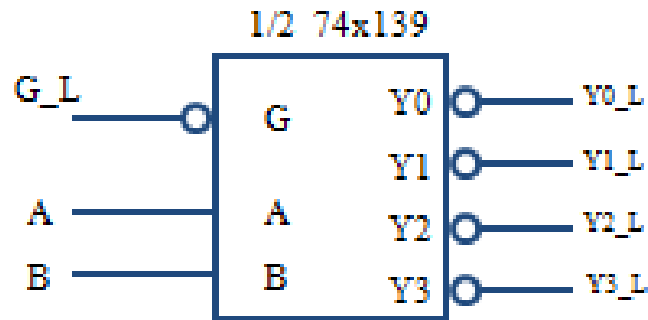 1/2 74x139
G_L G Y0 Y0_L
Y1 Y1_L
A A Y2 Y2_L
B B Y3 Y3_L